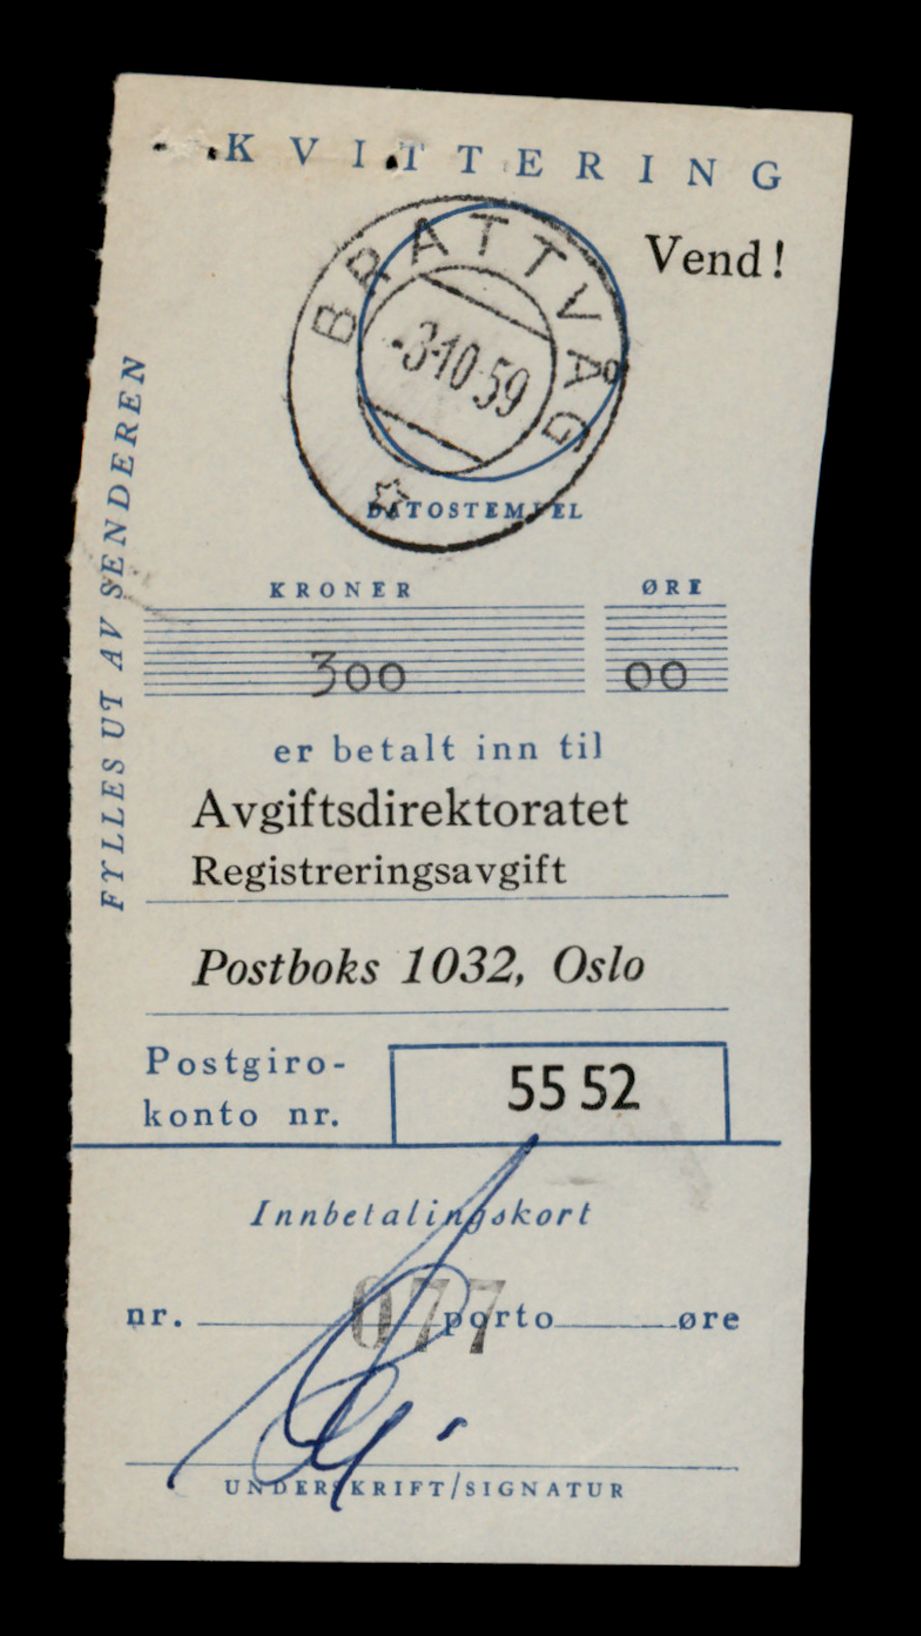 KVITTERING
Vend!
BRATTVÅG
-3-10 59
DATOSTEMPEL
FYLLES UT AV SENDEREN
KRONER ØRE
300 00
er betalt inn til
Avgiftsdirektoratet
Registreringsavgift
Postboks 1032, Oslo
Postgiro-
konto nr.
55 52
Innbetalingskort
nr. 077 porto øre
UNDERSKRIFT/SIGNATUR